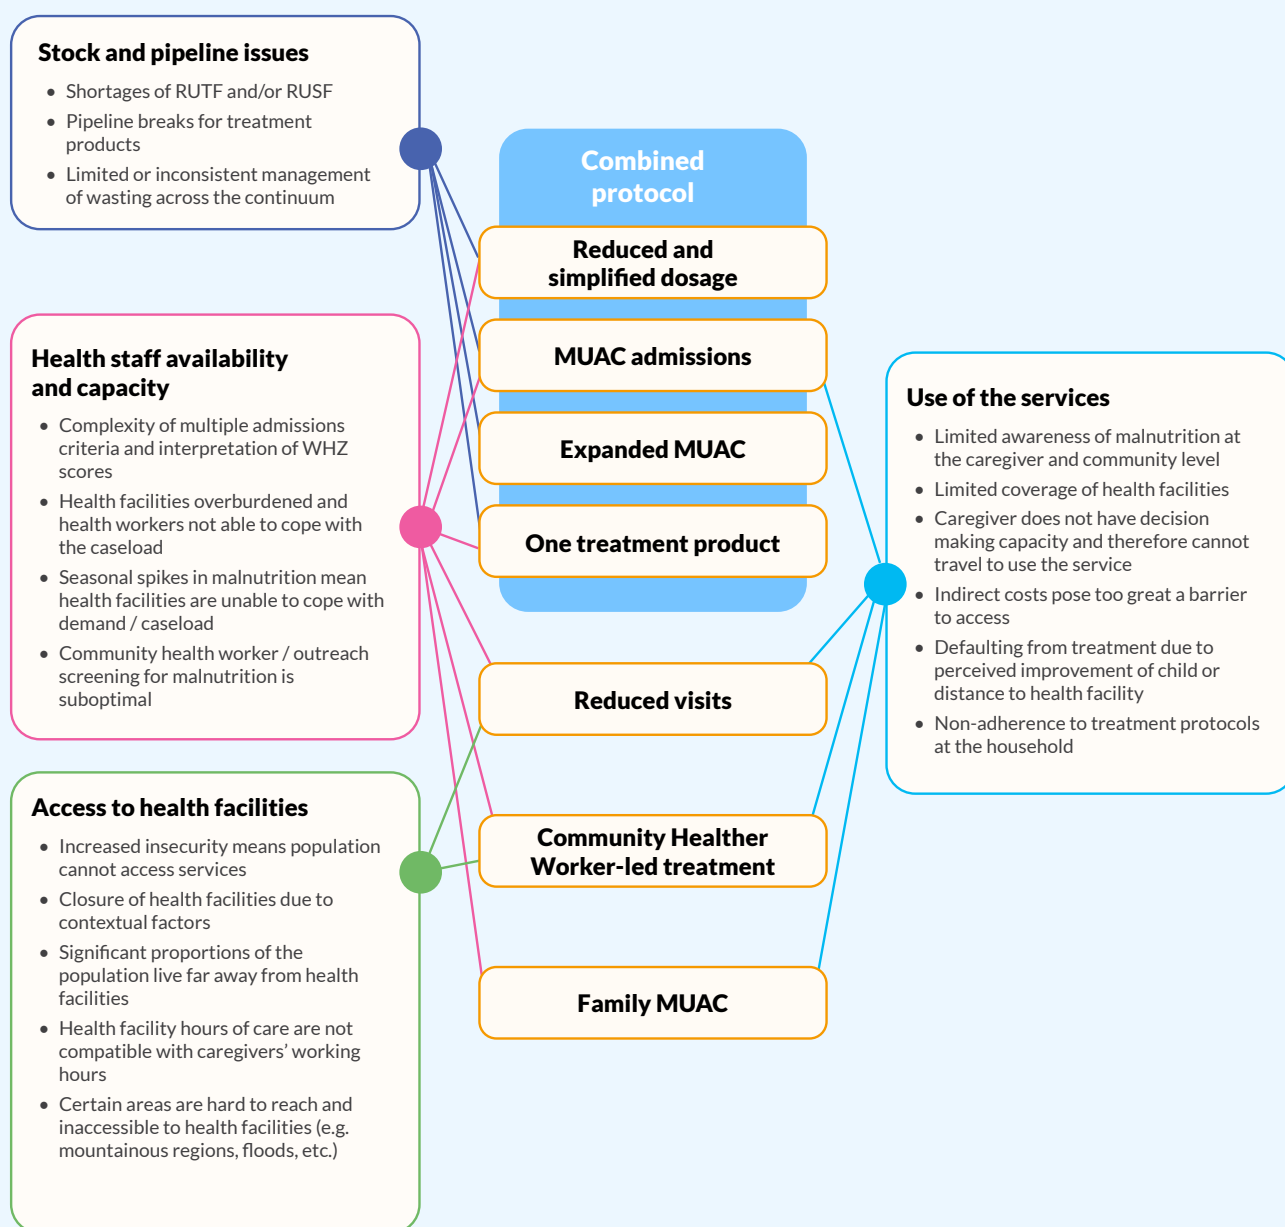 Stock and pipeline issues
• Shortages of RUTF and/or RUSF
• Pipeline breaks for treatment
products
• Limited or inconsistent management
of wasting across the continuum
Health staff availability
and capacity
• Complexity of multiple admissions
criteria and interpretation of WHZ
scores
• Health facilities overburdened and
health workers not able to cope with
the caseload
• Seasonal spikes in malnutrition mean
health facilities are unable to cope with
demand / caseload
• Community health worker / outreach
screening for malnutrition is
suboptimal
Access to health facilities
• Increased insecurity means population
cannot access services
• Closure of health facilities due to
contextual factors
• Significant proportions of the
population live far away from health
facilities
• Health facility hours of care are not
compatible with caregivers’ working
hours
• Certain areas are hard to reach and
inaccessible to health facilities (e.g.
mountainous regions, floods, etc.)
Combined
protocol
Reduced and
simplified dosage
MUAC admissions
Expanded MUAC
One treatment product
Reduced visits
Community Healther
Worker-led treatment
Family MUAC
Use of the services
• Limited awareness of malnutrition at
the caregiver and community level
• Limited coverage of health facilities
• Caregiver does not have decision
making capacity and therefore cannot
travel to use the service
• Indirect costs pose too great a barrier
to access
• Defaulting from treatment due to
perceived improvement of child or
distance to health facility
• Non-adherence to treatment protocols
at the household